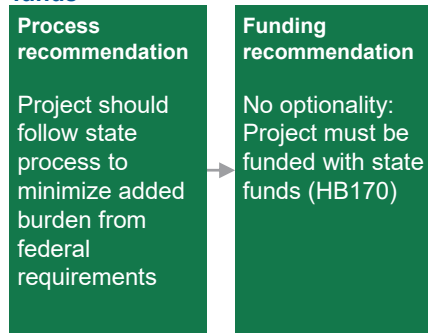 Process
recommendation
Project should
follow state
process to
minimize added
burden from
federal
requirements
Funding
recommendation
No optionality:
Project must be
funded with state
funds (HB170)